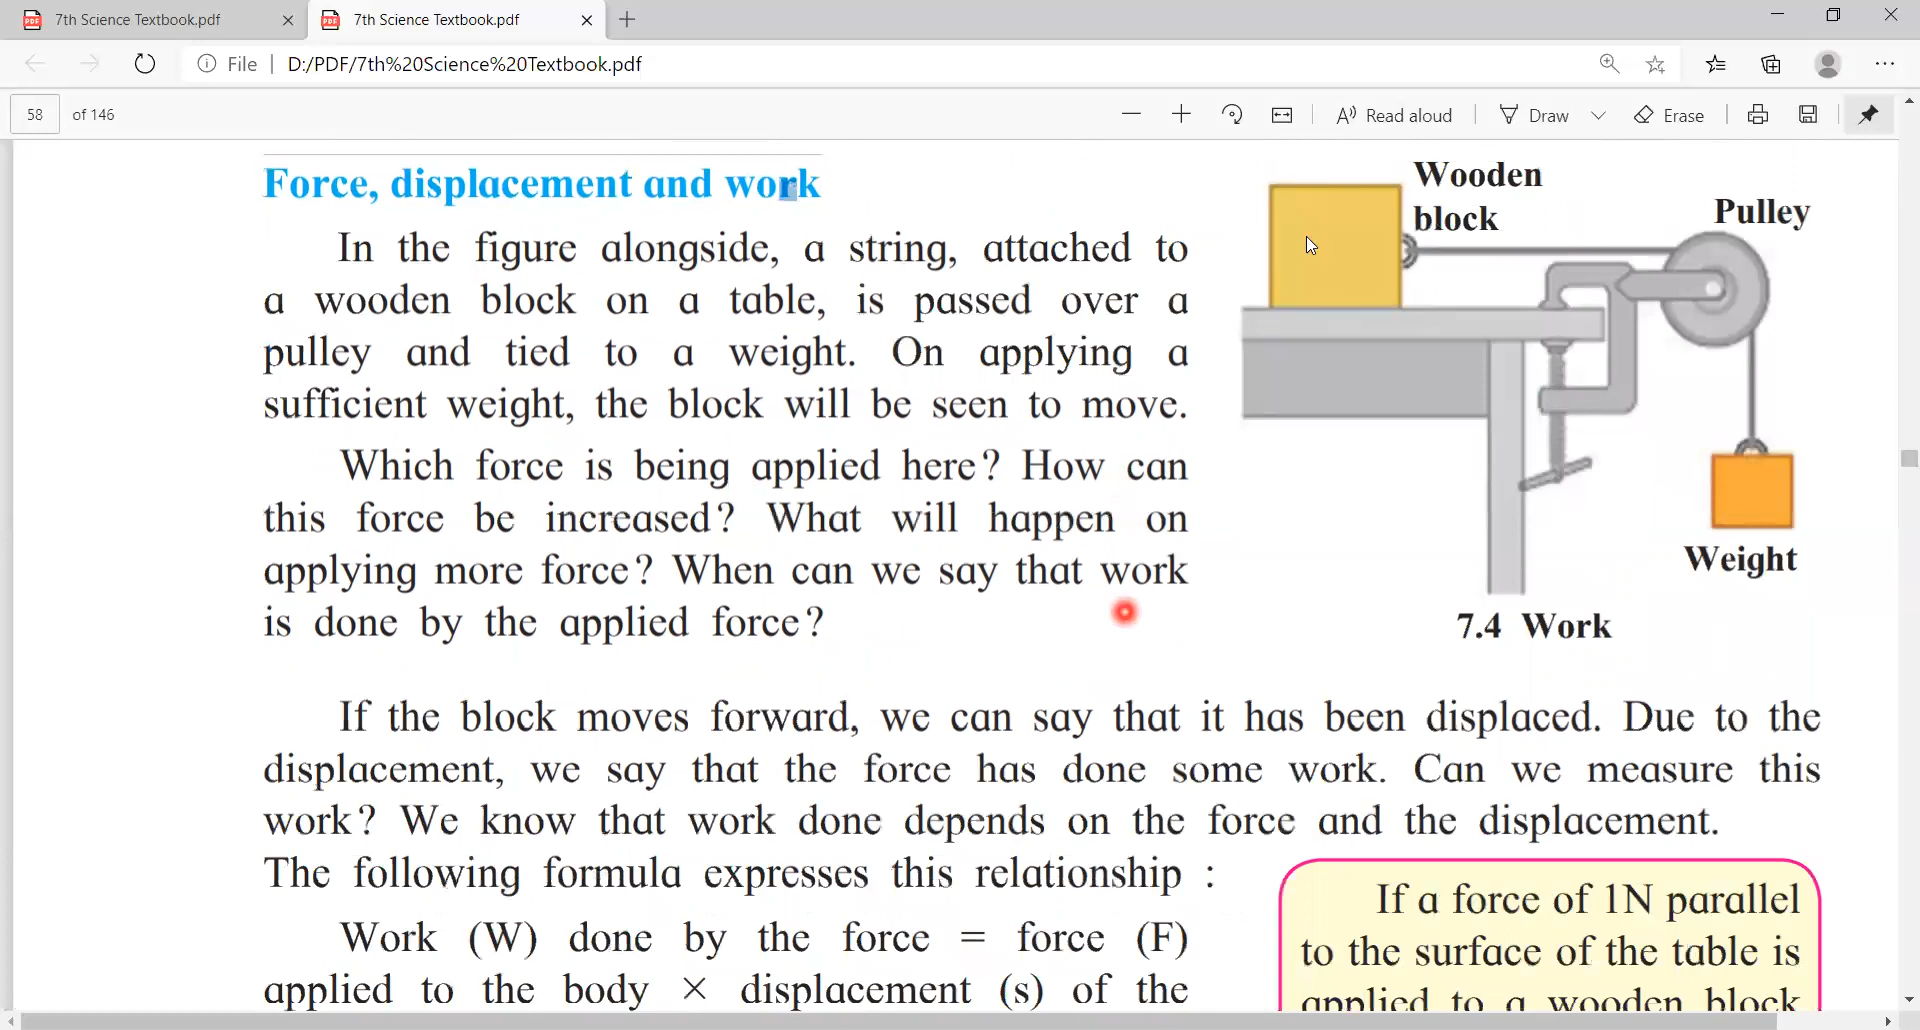 7th Science Textbook.pdf
7th Science Textbook.pdf
File D:/PDF/7th%20Science%20Textbook.pdf
58 of 146
Read aloud Draw Erase
Force, displacement and work
In the figure alongside, a string, attached to
a wooden block on a table, is passed over a
pulley and tied to a weight. On applying a
sufficient weight, the block will be seen to move.
Which force is being applied here? How can
this force be increased? What will happen on
applying more force? When can we say that work
is done by the applied force?
Wooden
block
Pulley
Weight
7.4 Work
If the block moves forward, we can say that it has been displaced. Due to the
displacement, we say that the force has done some work. Can we measure this
work? We know that work done depends on the force and the displacement.
The following formula expresses this relationship :
Work (W) done by the force = force (F)
applied to the body × displacement (s) of the
If a force of 1N parallel
to the surface of the table is
applied to a wooden block